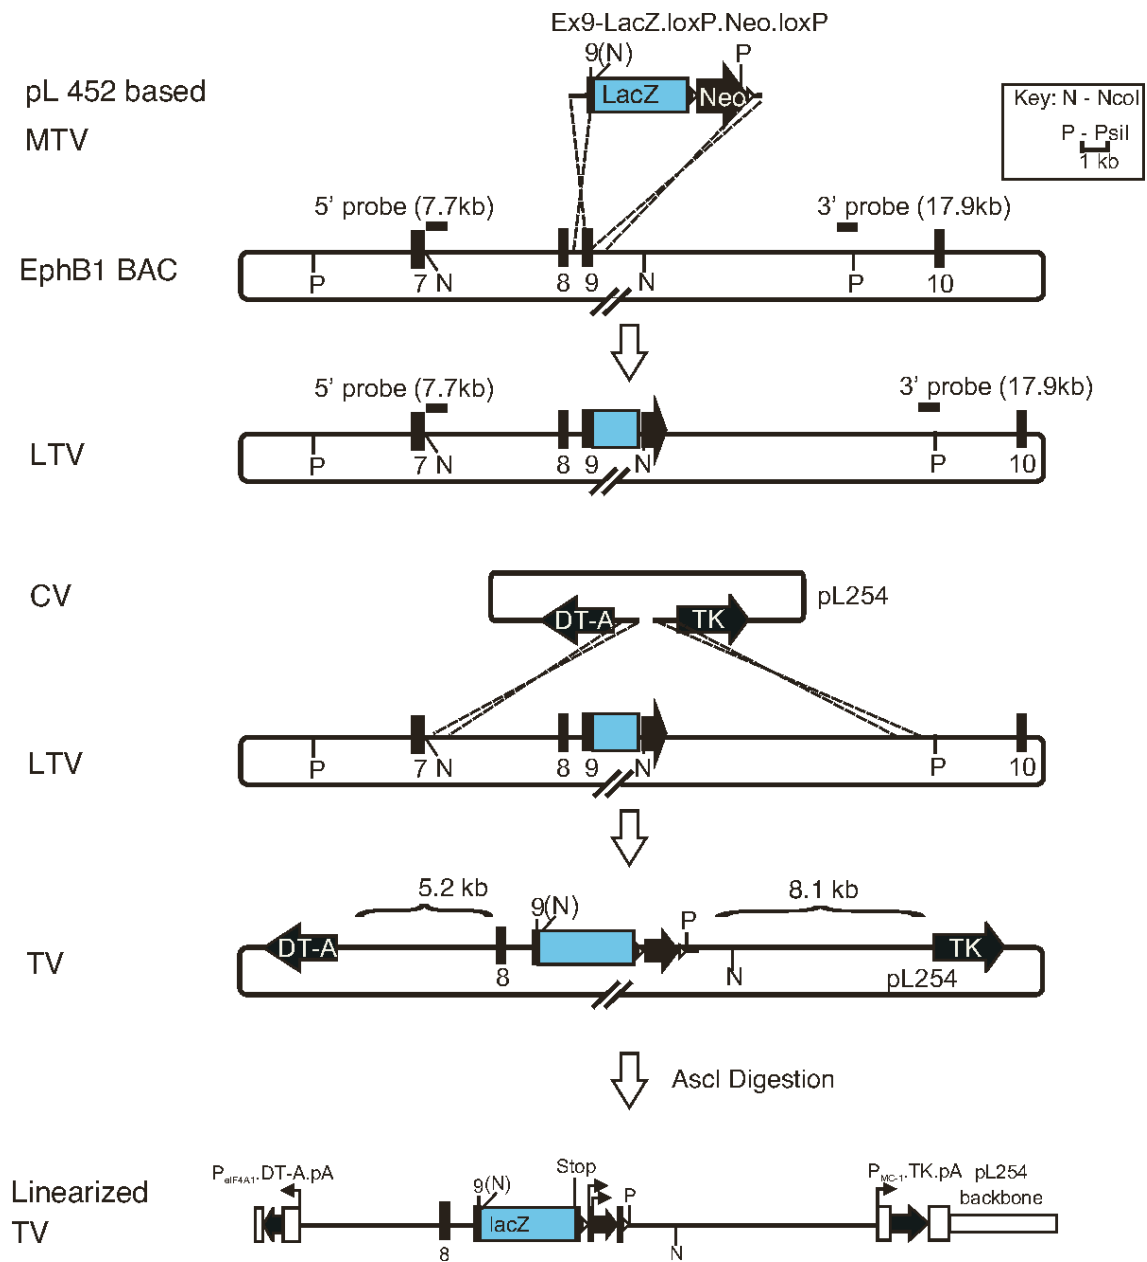 Ex9-LacZ.loxP.Neo.loxP
9(N) P
pL 452 based
MTV
LacZ Neo
Key: N - NcoI
P - PsiI
1 kb
5' probe (7.7kb) 3' probe (17.9kb)
EphB1 BAC
P 7 N 8 9 N P 10
5' probe (7.7kb) 3' probe (17.9kb)
LTV
P 7 N 8 9 N P 10
CV
DT-A TK pL254
LTV
P 7 N 8 9 N P 10
5.2 kb 8.1 kb
9(N) P
TV
DT-A TK
8 N pL254
AscI Digestion
Linearized
TV
PeIF4A1.DT-A.pA Stop PMC-1.TK.pA pL254
backbone
9(N) P
lacZ
8 N